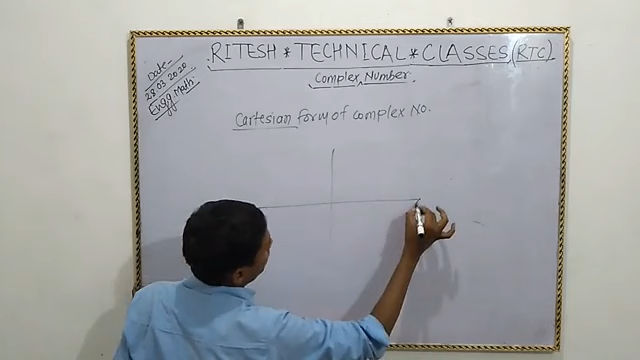 RITESH * TECHNICAL * CLASSES (RTC)
Date-
28.03.2020
Engg Math.
Complex Number
Cartesian form of complex No.